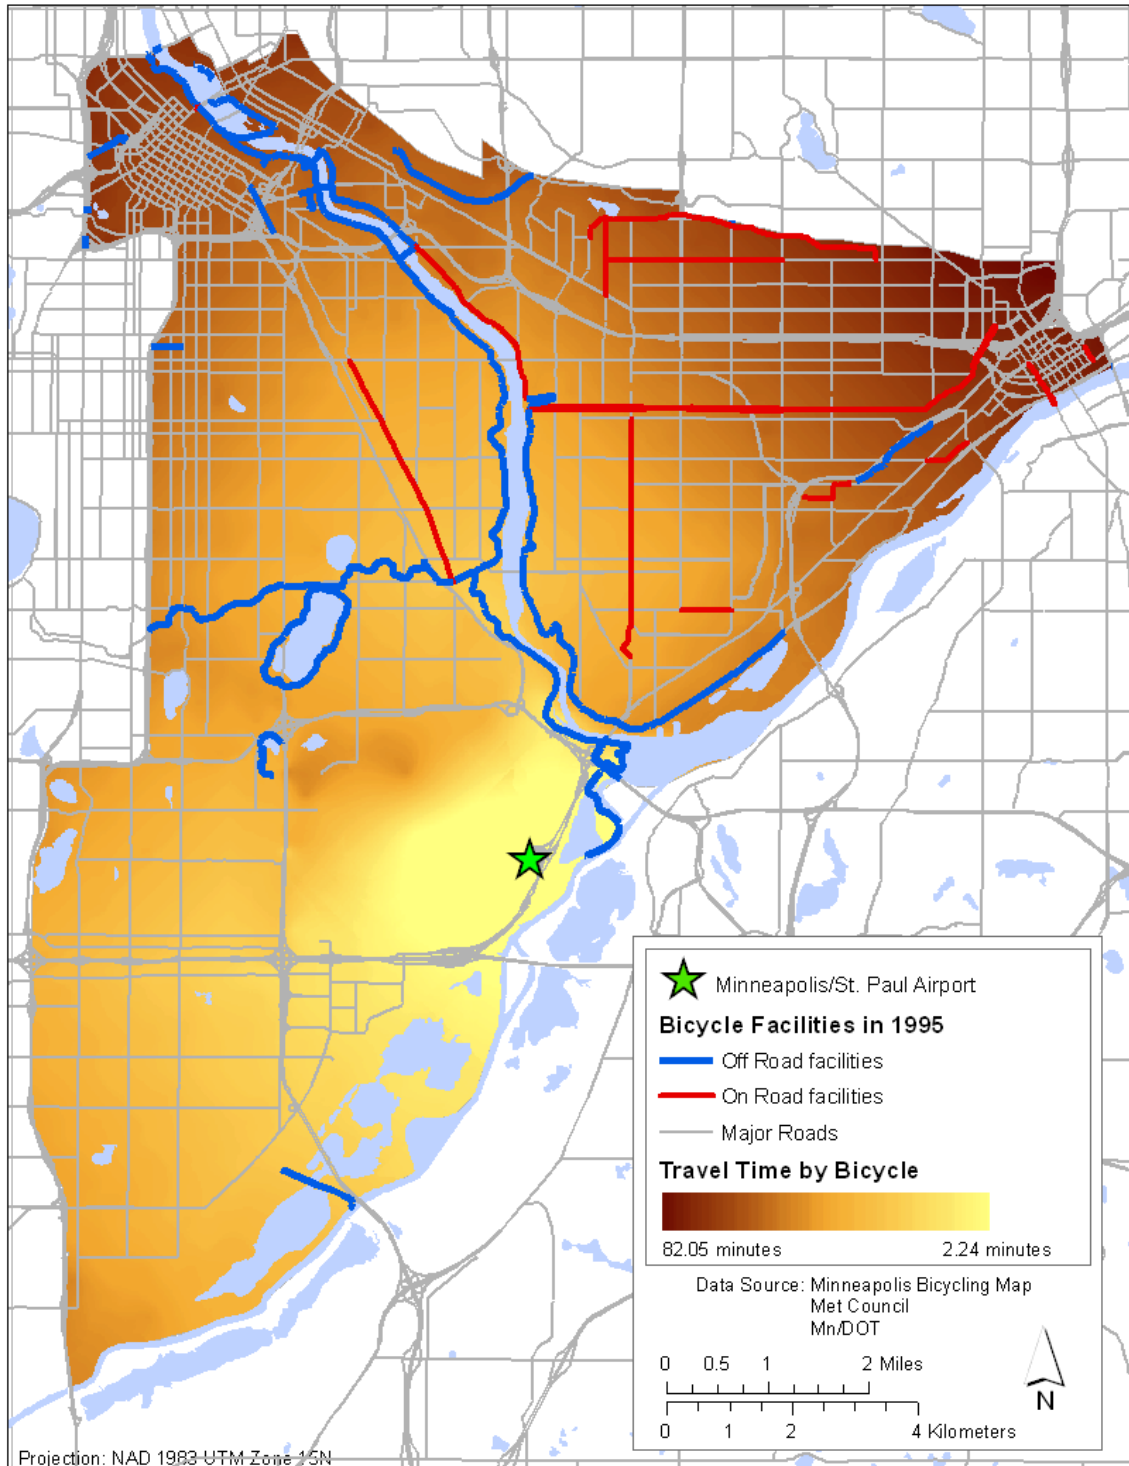 Minneapolis/St. Paul Airport
Bicycle Facilities in 1995
Off Road facilities
On Road facilities
Major Roads
Travel Time by Bicycle
82.05 minutes 2.24 minutes
Data Source: Minneapolis Bicycling Map
Met Council
Mn/DOT
0 0.5 1 2 Miles
0 1 2 4 Kilometers
N
Projection: NAD 1983 UTM Zone 15N